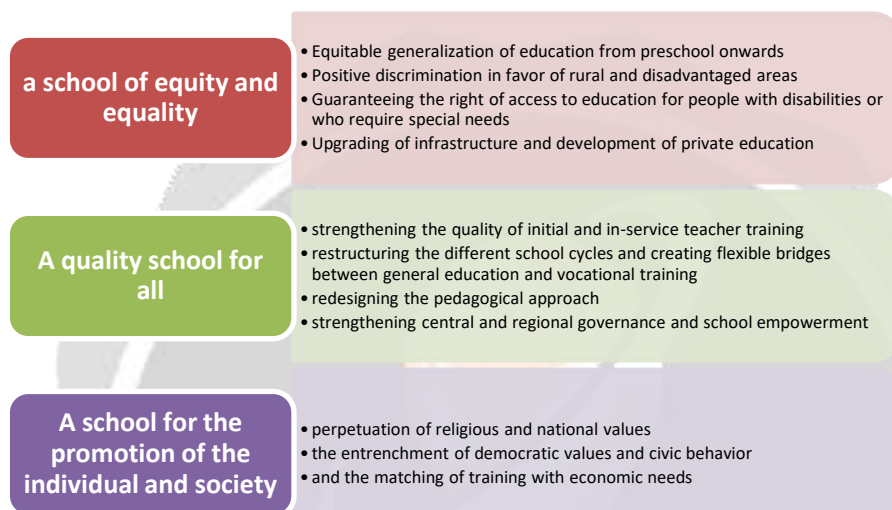 a school of equity and
equality
• Equitable generalization of education from preschool onwards
• Positive discrimination in favor of rural and disadvantaged areas
• Guaranteeing the right of access to education for people with disabilities or
who require special needs
• Upgrading of infrastructure and development of private education
A quality school for
all
• strengthening the quality of initial and in-service teacher training
• restructuring the different school cycles and creating flexible bridges
between general education and vocational training
• redesigning the pedagogical approach
• strengthening central and regional governance and school empowerment
A school for the
promotion of the
individual and society
• perpetuation of religious and national values
• the entrenchment of democratic values and civic behavior
• and the matching of training with economic needs